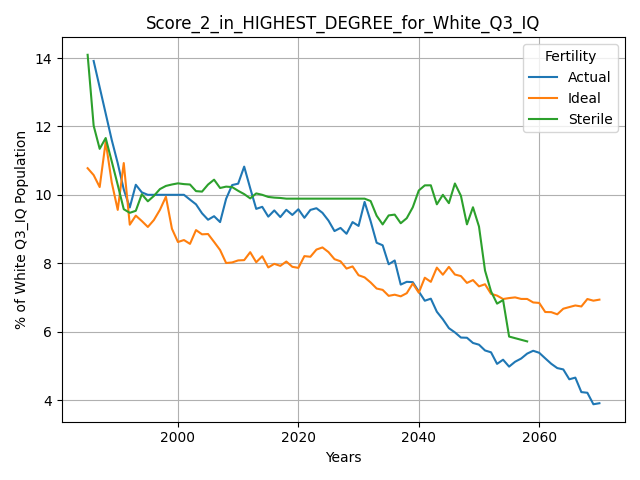 Score_2_in_HIGHEST_DEGREE_for_White_Q3_IQ
Fertility
Actual
Ideal
Sterile
% of White Q3_IQ Population
14
12
10
8
6
4
2000
2020
2040
2060
Years